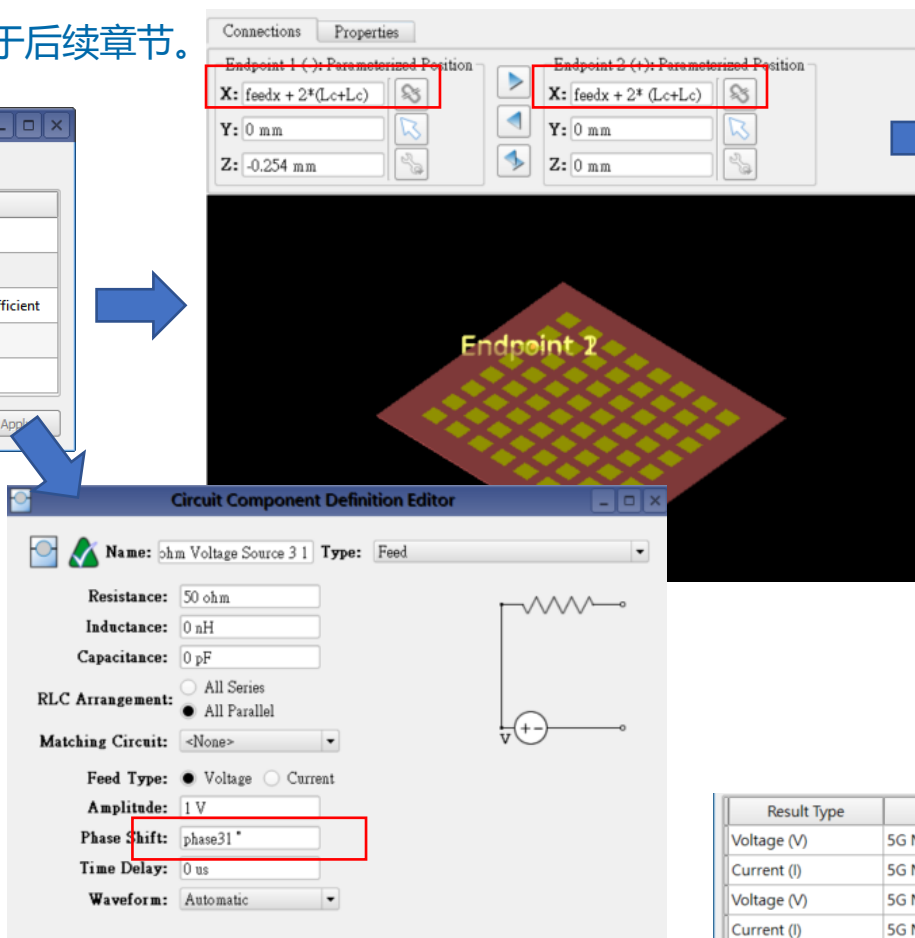 于后续章节。
Connections Properties
Endpoint 1 (-): Parameterized Position
X: feedx + 2*(Lc+Lc)
Y: 0 mm
Z: -0.254 mm
Endpoint 2 (+): Parameterized Position
X: feedx + 2* (Lc+Lc)
Y: 0 mm
Z: 0 mm
fficient
Endpoint 2
Circuit Component Definition Editor
Name: ohm Voltage Source 3 1 Type: Feed
Resistance: 50 ohm
Inductance: 0 nH
Capacitance: 0 pF
RLC Arrangement:
All Series
All Parallel
Matching Circuit: <None>
Feed Type: Voltage Current
Amplitude: 1 V
Phase Shift: phase31 °
Time Delay: 0 us
Waveform: Automatic
+ -
V
Result Type
Voltage (V) 5G
Current (I) 5G
Voltage (V) 5G
Current (I) 5G